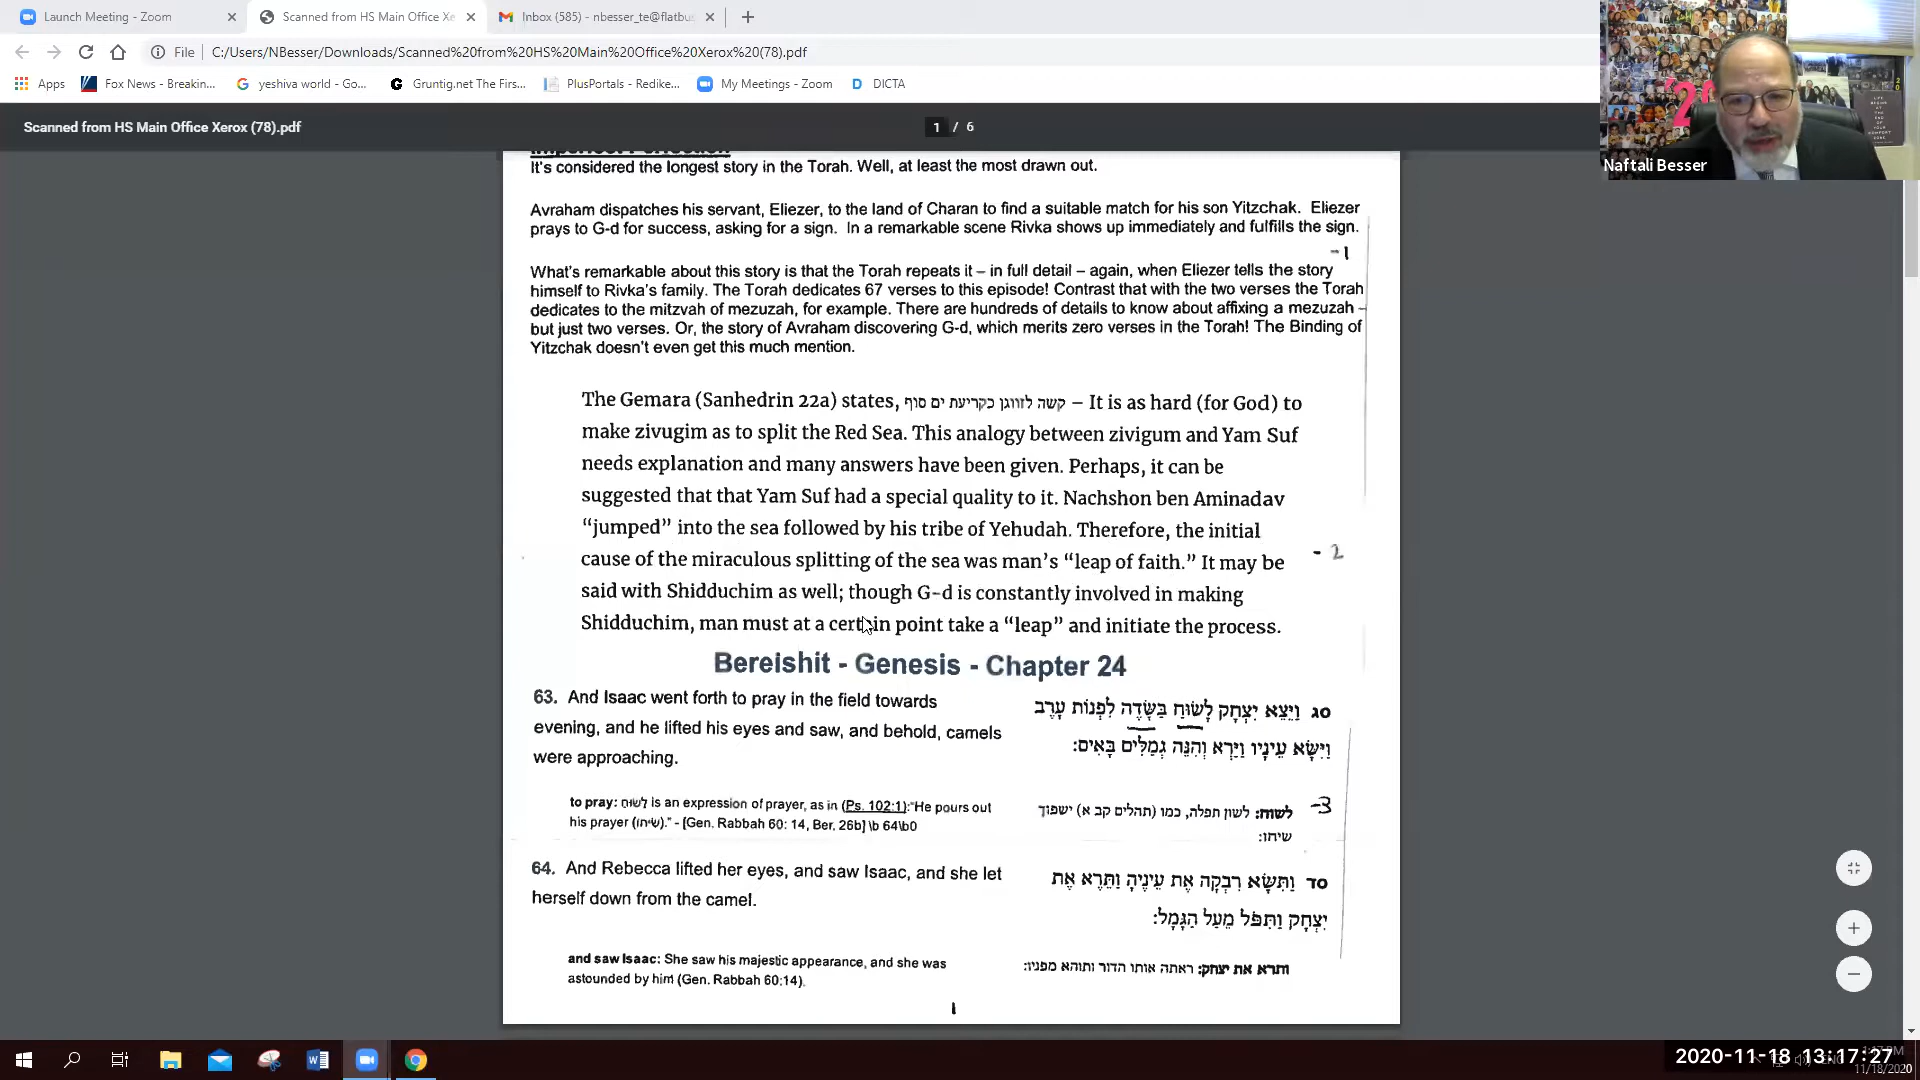 Launch Meeting - Zoom
Scanned from HS Main Office Xe
Inbox (585) - nbesser_te@flatbu
File
C:/Users/NBesser/Downloads/Scanned%20from%20HS%20Main%20Office%20Xerox%20(78).pdf
Apps
Fox News - Breakin...
yeshiva world - Go...
Gruntig.net The Firs...
PlusPortals - Redike...
My Meetings - Zoom
DICTA
Scanned from HS Main Office Xerox (78).pdf
1 / 6
Naftali Besser
It's considered the longest story in the Torah. Well, at least the most drawn out.
Avraham dispatches his servant, Eliezer, to the land of Charan to find a suitable match for his son Yitzchak. Eliezer
prays to G-d for success, asking for a sign. In a remarkable scene Rivka shows up immediately and fulfills the sign.
-1
What's remarkable about this story is that the Torah repeats it – in full detail – again, when Eliezer tells the story
himself to Rivka's family. The Torah dedicates 67 verses to this episode! Contrast that with the two verses the Torah
dedicates to the mitzvah of mezuzah, for example. There are hundreds of details to know about affixing a mezuzah –
but just two verses. Or, the story of Avraham discovering G-d, which merits zero verses in the Torah! The Binding of
Yitzchak doesn't even get this much mention.
The Gemara (Sanhedrin 22a) states, קשה לזווגן כקריעת ים סוף – It is as hard (for God) to
make zivugim as to split the Red Sea. This analogy between zivigum and Yam Suf
needs explanation and many answers have been given. Perhaps, it can be
suggested that that Yam Suf had a special quality to it. Nachshon ben Aminadav
“jumped” into the sea followed by his tribe of Yehudah. Therefore, the initial
cause of the miraculous splitting of the sea was man’s “leap of faith.” It may be
- 2
said with Shidduchim as well; though G-d is constantly involved in making
Shidduchim, man must at a certain point take a “leap” and initiate the process.
Bereishit - Genesis - Chapter 24
63. And Isaac went forth to pray in the field towards
evening, and he lifted his eyes and saw, and behold, camels
were approaching.
סג וַיֵּצֵא יִצְחָק לָשׂוּחַ בַּשָּׂדֶה לִפְנוֹת עָרֶב
וַיִּשָּׂא עֵינָיו וַיַּרְא וְהִנֵּה גְמַלִּים בָּאִים:
to pray: לָשׂוּחַ is an expression of prayer, as in (Ps. 102:1):"He pours out
his prayer (שִׂיחוֹ)." - [Gen. Rabbah 60: 14, Ber. 26b] \b 64\b0
לשוח: לשון תפלה, כמו (תהלים קב א) ישפוך
שיחו:
-3
64. And Rebecca lifted her eyes, and saw Isaac, and she let
herself down from the camel.
סד וַתִּשָּׂא רִבְקָה אֶת עֵינֶיהָ וַתֵּרֶא אֶת
יִצְחָק וַתִּפֹּל מֵעַל הַגָּמָל:
and saw Isaac: She saw his majestic appearance, and she was
astounded by him (Gen. Rabbah 60:14).
ותרא את יצחק: ראתה אותו הדור ותוהא מפניו:
1
2020-11-18 13:17:27
11/18/2020